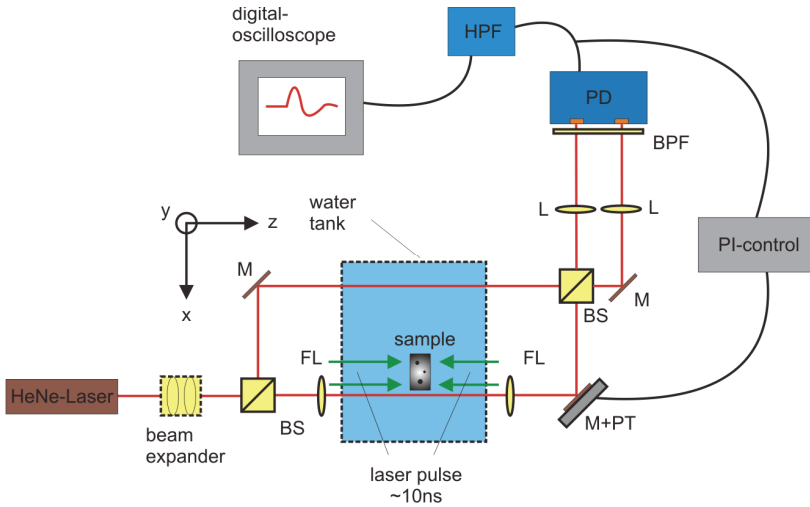 digital-
oscilloscope
HPF
PD
BPF
water
tank
y
z
L
L
PI-control
M
M
x
BS
sample
FL
FL
HeNe-Laser
BS
M+PT
beam
expander
laser pulse
~10ns